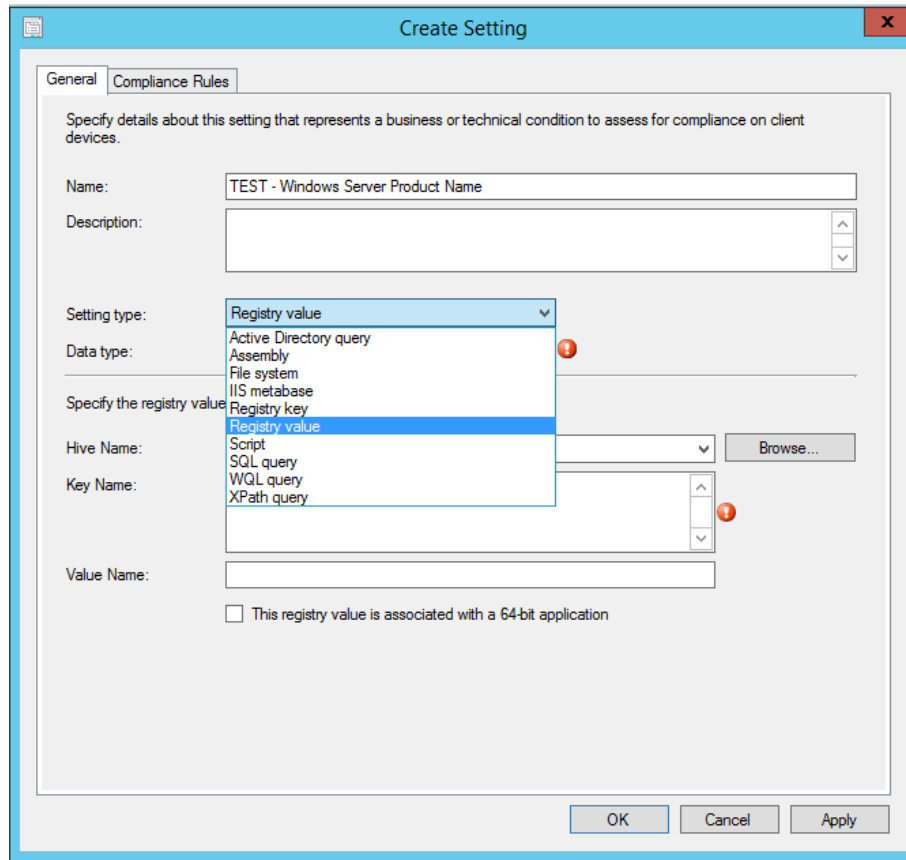 Create Setting
x
General
Compliance Rules
Specify details about this setting that represents a business or technical condition to assess for compliance on client
devices.
Name:
TEST - Windows Server Product Name
Description:
Setting type:
Registry value
Active Directory query
Assembly
File system
IIS metabase
Registry key
Registry value
Script
SQL query
WQL query
XPath query
Data type:
Specify the registry value
Hive Name:
Browse...
Key Name:
Value Name:
This registry value is associated with a 64-bit application
OK
Cancel
Apply